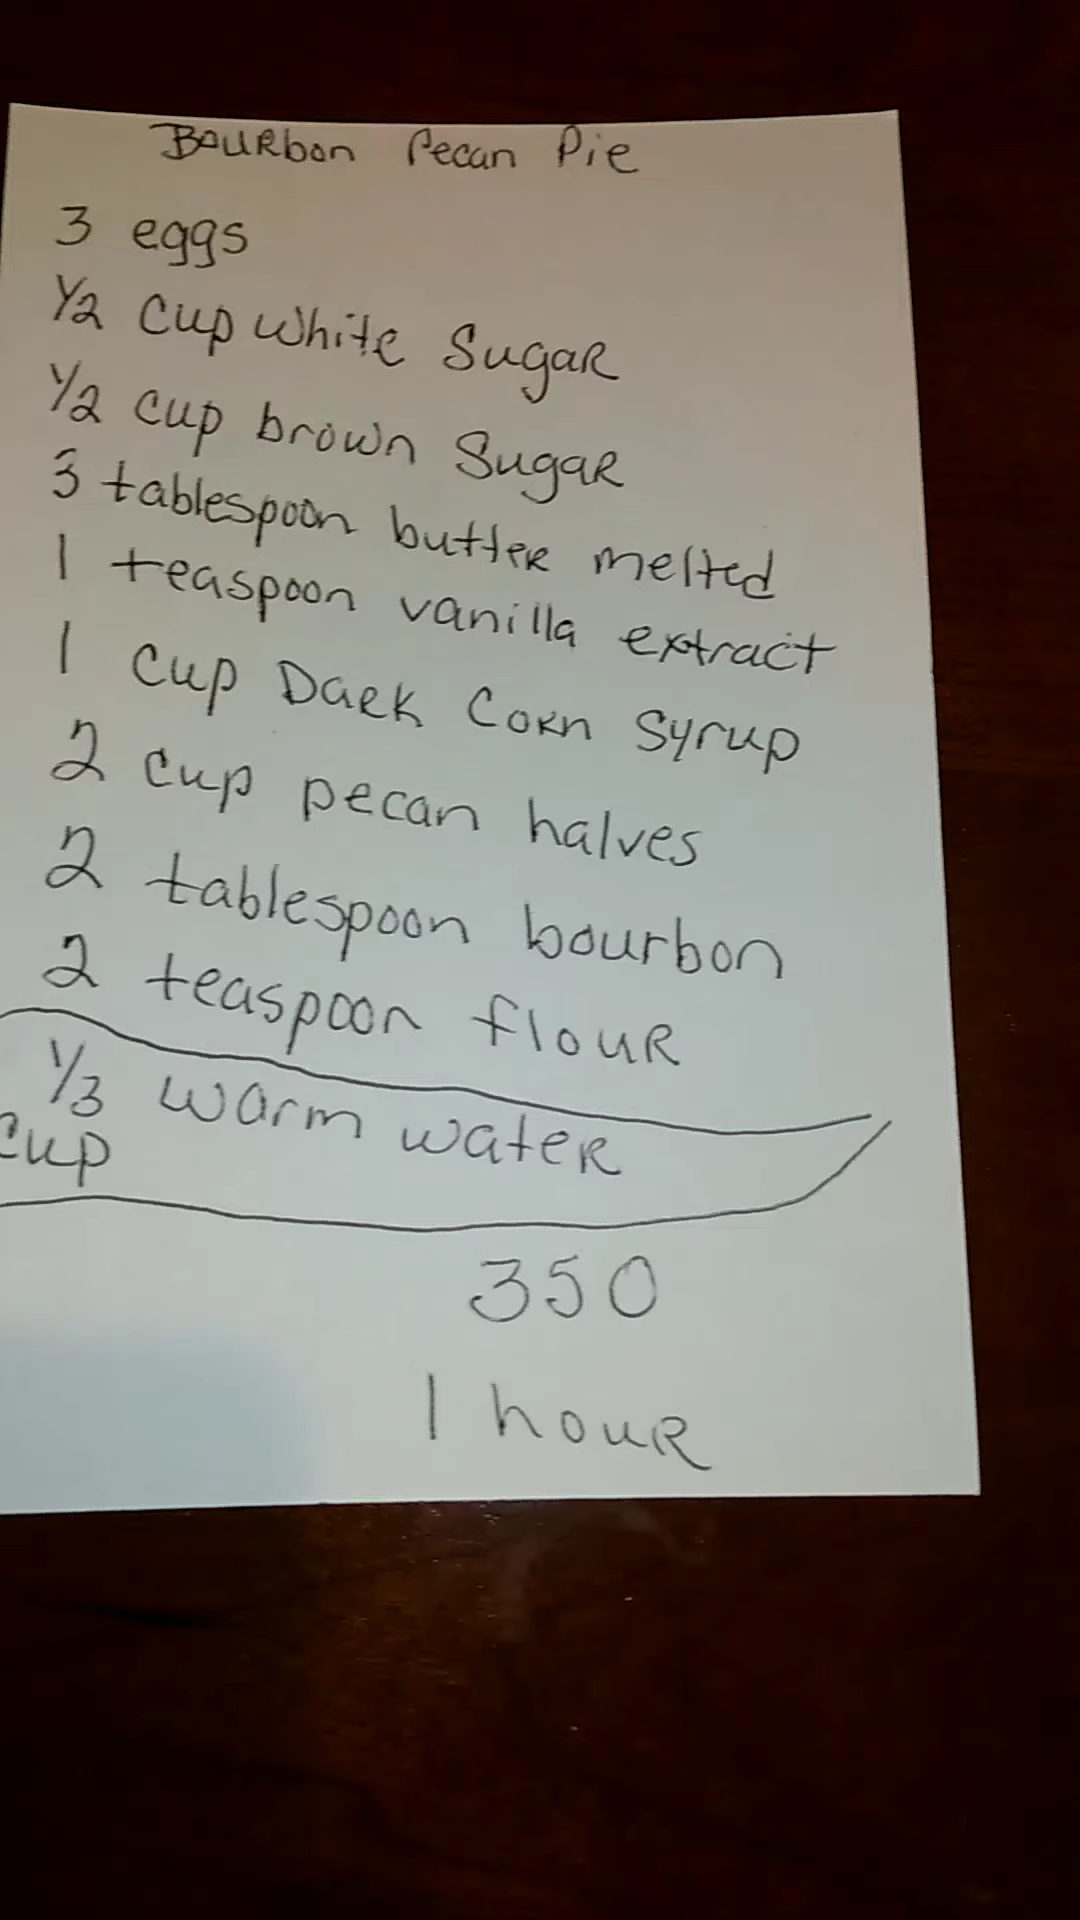 Bourbon Pecan Pie
3 eggs
1/2 cup white Sugar
1/2 cup brown Sugar
3 tablespoon butter melted
1 teaspoon vanilla extract
1 cup Dark Corn Syrup
2 cup pecan halves
2 tablespoon bourbon
2 teaspoon flour
1/3 warm water
cup
350
1 hour